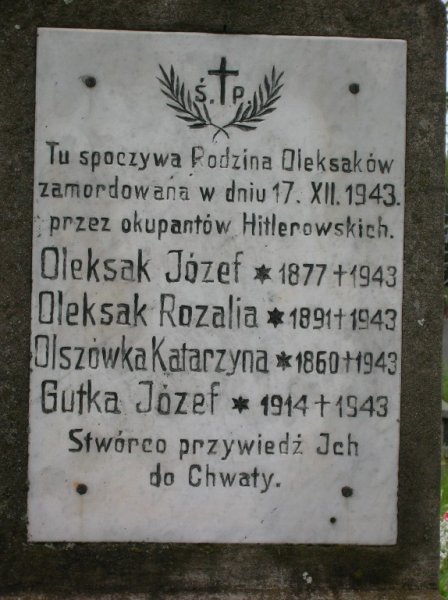 Ś. P.
Tu spoczywa Rodzina Oleksaków
zamordowana w dniu 17. XII. 1943.
przez okupantów Hitlerowskich.
Oleksak Józef * 1877 + 1943
Oleksak Rozalia * 1891 + 1943
Olszówka Katarzyna * 1860 + 1943
Gutka Józef * 1914 + 1943
Stwórco przywiedź Ich
do Chwały.